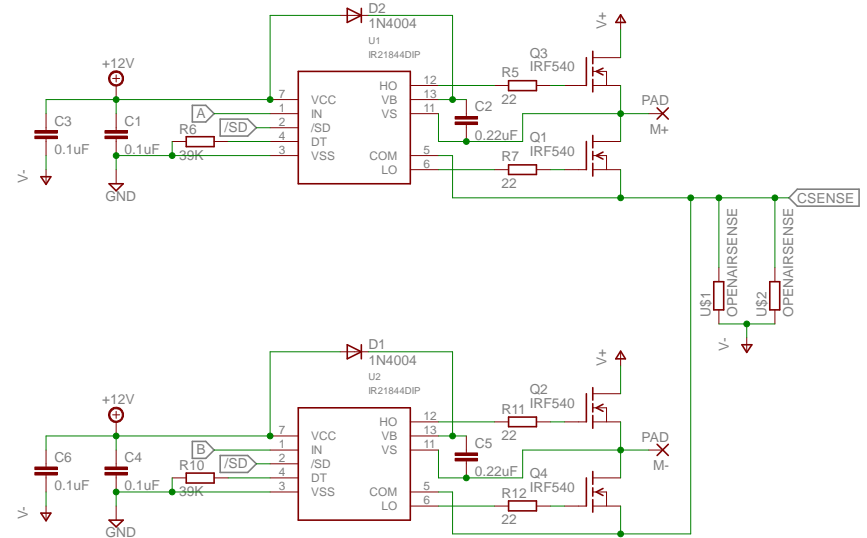 D2
1N4004
U1
IR21844DIP
+12V
C3
0.1uF
V-
C1
0.1uF
GND
A
/SD
R6
39K
7
1
2
4
3
VCC
IN
/SD
DT
VSS
HO
VB
VS
COM
LO
12
13
11
5
6
C2
0.22uF
R5
22
R7
22
Q3
IRF540
Q1
IRF540
V+
PAD
M+
CSENSE
U$1
OPENAIRSENSE
U$2
OPENAIRSENSE
V-
D1
1N4004
U2
IR21844DIP
+12V
C6
0.1uF
V-
C4
0.1uF
GND
B
/SD
R10
39K
7
1
2
4
3
VCC
IN
/SD
DT
VSS
HO
VB
VS
COM
LO
12
13
11
5
6
C5
0.22uF
R11
22
R12
22
Q2
IRF540
Q4
IRF540
V+
PAD
M-